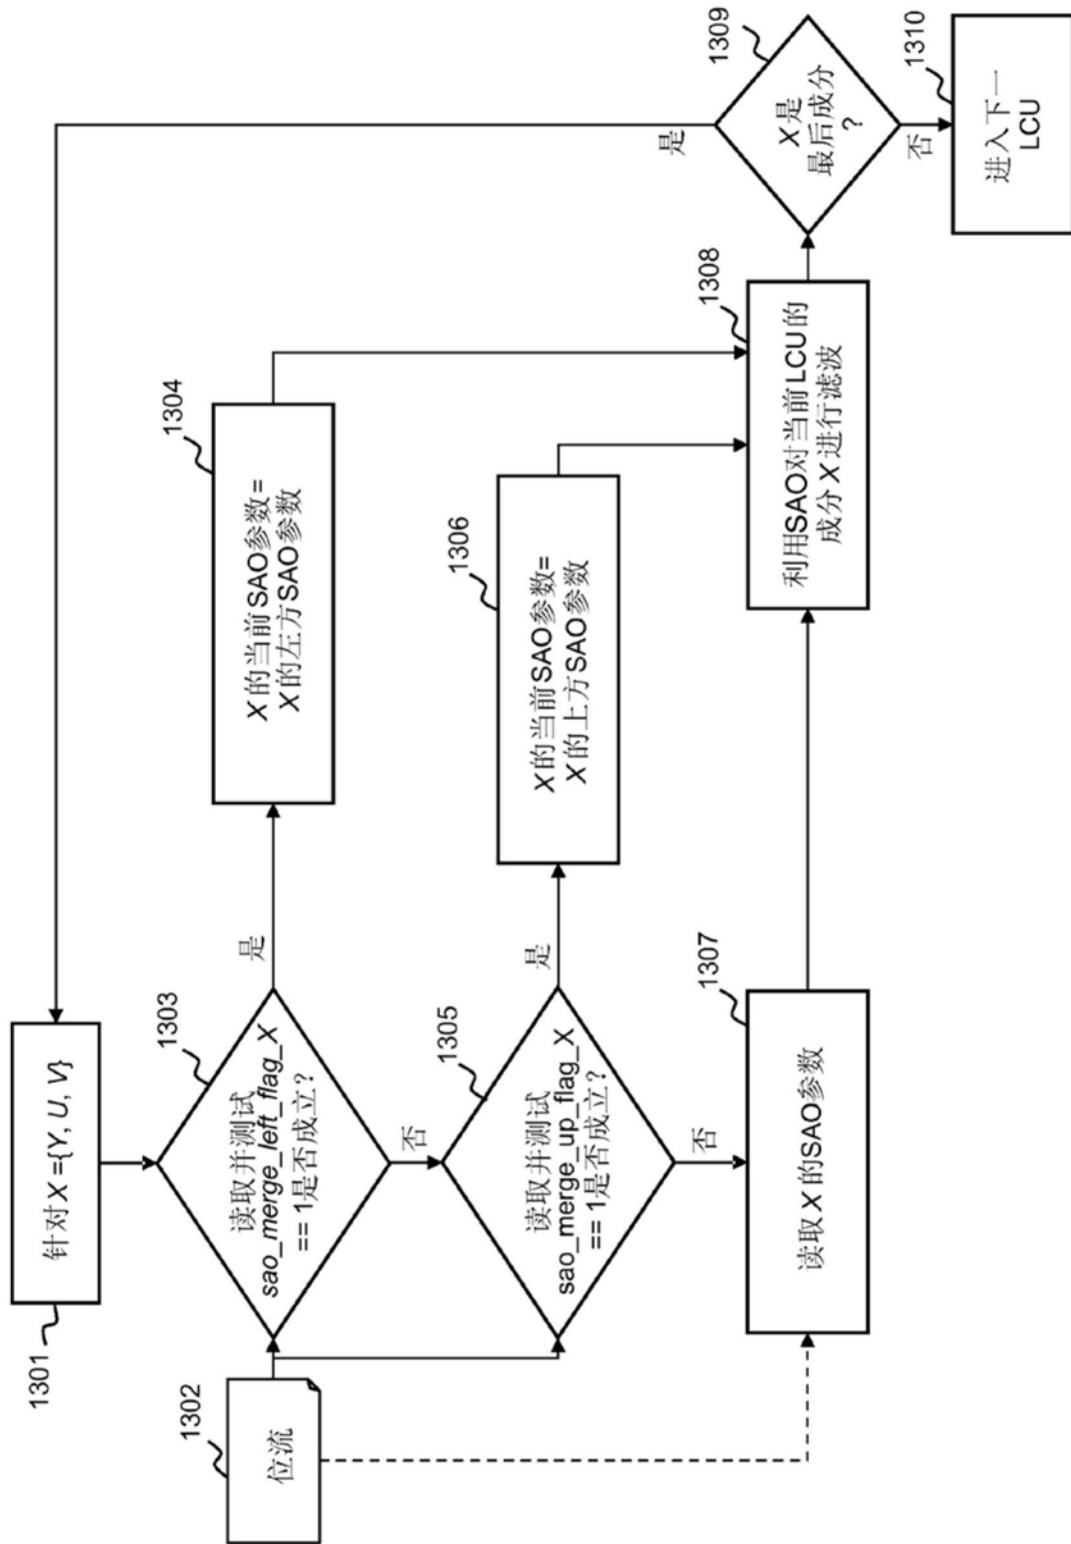 1301
针对 X ={Y, U, V}
1302
位流
1303
读取并测试
sao_merge_left_flag_X
== 1是否成立?
是
否
1304
X 的当前SAO参数=
X 的左方SAO参数
1305
读取并测试
sao_merge_up_flag_X
== 1是否成立?
是
否
1306
X 的当前SAO参数=
X 的上方SAO参数
1307
读取 X 的SAO参数
1308
利用SAO对当前 LCU 的
成分 X 进行滤波
1309
X 是
最后成分
?
是
否
1310
进入下一
LCU